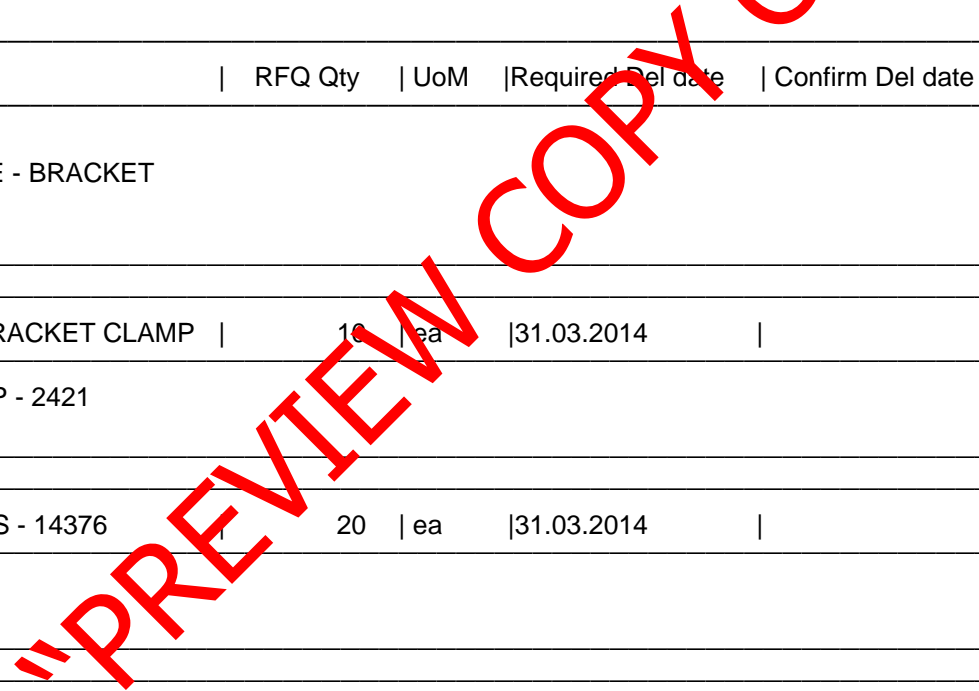 | RFQ Qty | UoM |Required Del date | Confirm Del date
E - BRACKET
RACKET CLAMP | 10 | ea |31.03.2014 |
P - 2421
S - 14376 | 20 | ea |31.03.2014 |
"PREVIEW COPY